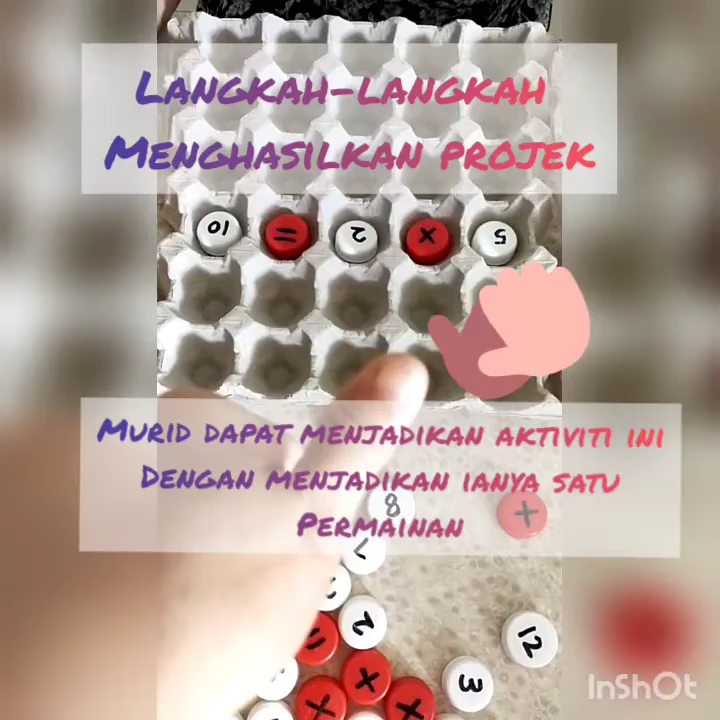 LANGKAH-LANGKAH
MENGHASILKAN PROJEK
10 = 2 x 5
MURID DAPAT MENJADIKAN AKTIVITI INI
DENGAN MENJADIKAN IANYA SATU
PERMAINAN
8
+
7
2
=
12
x
3
x
x
InShOt